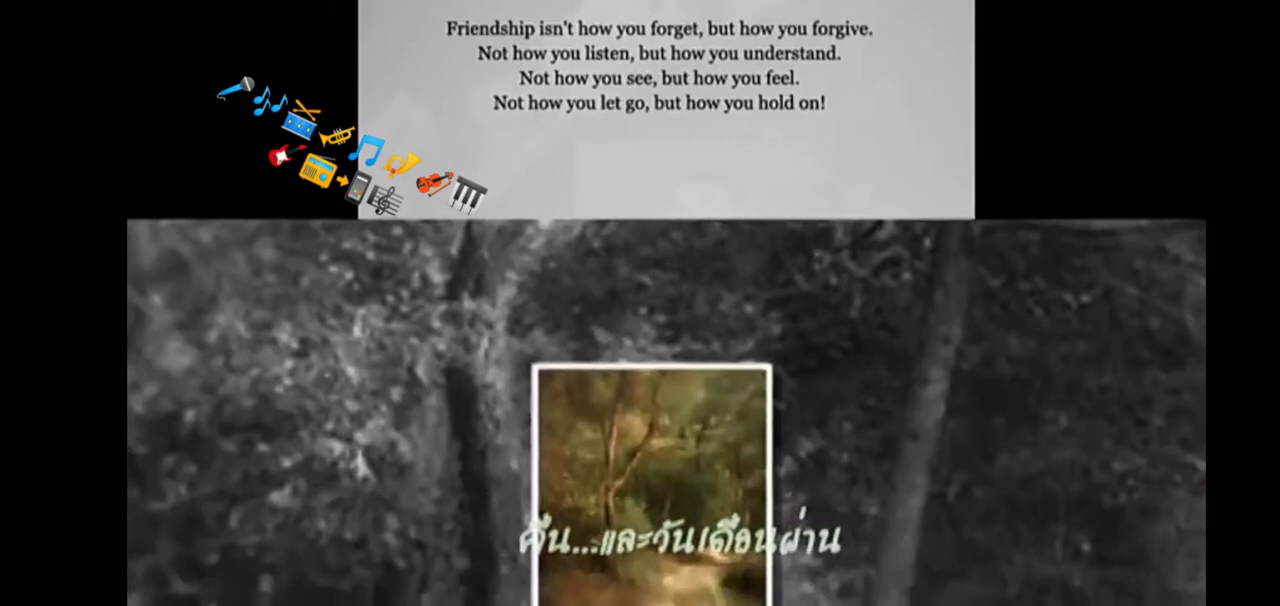 Friendship isn't how you forget, but how you forgive.
Not how you listen, but how you understand.
Not how you see, but how you feel.
Not how you let go, but how you hold on!
คืน...และวันเดือนผ่าน